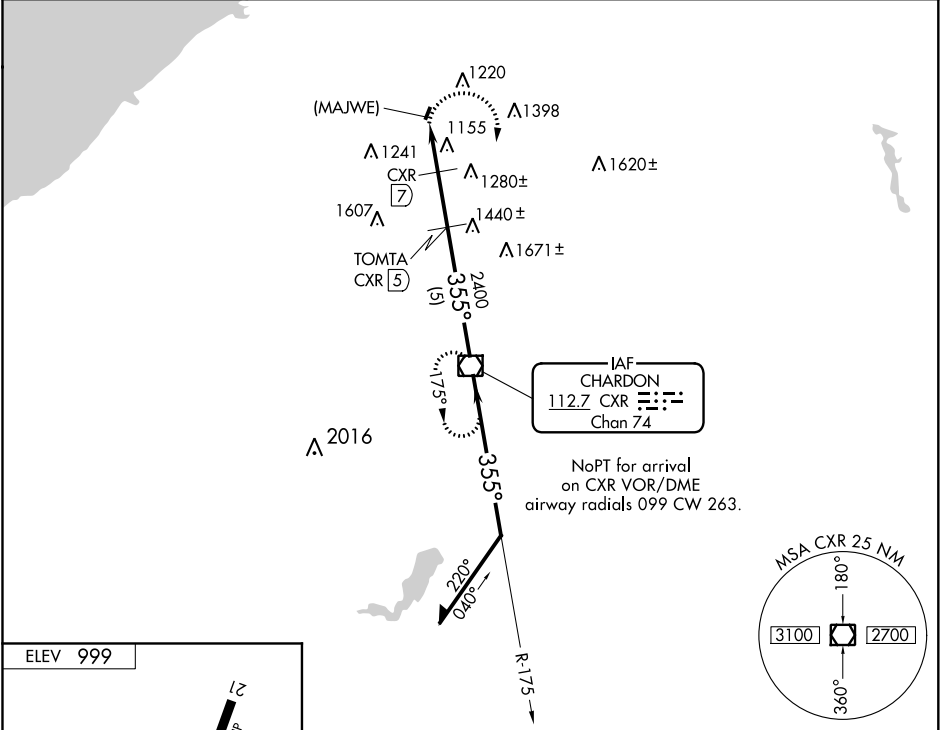 1220
(MAJWE)
1398
1155
1241
CXR
7
1280±
1620±
1607
1440±
TOMTA
CXR 5
1671±
2400
355°
(5)
IAF
CHARDON
112.7 CXR
Chan 74
175°
2016
355°
NoPT for arrival
on CXR VOR/DME
airway radials 099 CW 263.
220°
040°
R-175
MSA CXR 25 NM
180°
3100
2700
360°
ELEV 999
21